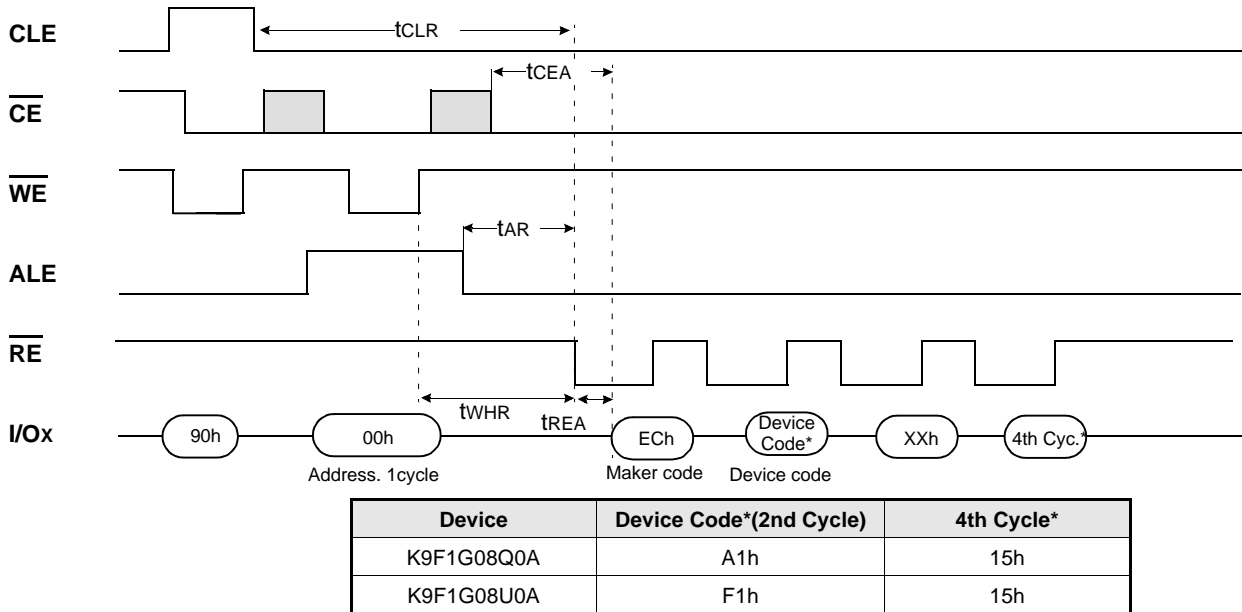 CLE
tCLR
tCEA
CE
WE
tAR
ALE
RE
tWHR
tREA
I/Ox
90h
00h
ECh
Device
Code*
XXh
4th Cyc.*
Address. 1cycle
Maker code
Device code
Device
Device Code*(2nd Cycle)
4th Cycle*
K9F1G08Q0A
A1h
15h
K9F1G08U0A
F1h
15h